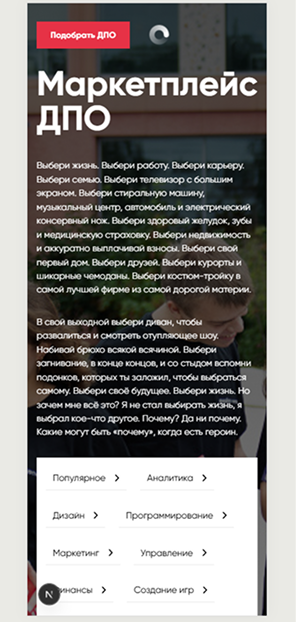 Подобрать ДПО
Маркетплейс
ДПО
Выбери жизнь. Выбери работу. Выбери карьеру.
Выбери семью. Выбери телевизор с большим
экраном. Выбери стиральную машину,
музыкальный центр, автомобиль и электрический
консервный нож. Выбери здоровый желудок, зубы
и медицинскую страховку. Выбери недвижимость
и аккуратно выплачивай взносы. Выбери свой
первый дом. Выбери друзей. Выбери курорты и
шикарные чемоданы. Выбери костюм-тройку в
самой лучшей фирме из самой дорогой материи.
В свой выходной выбери диван, чтобы
развалиться и смотреть отупляющее шоу.
Набивай брюхо всякой всячиной. Выбери
загнивание, в конце концов, и со стыдом вспомни
подонков, которых ты заложил, чтобы выбраться
самому. Выбери своё будущее. Выбери жизнь. Но
зачем мне всё это? Я не стал выбирать жизнь, я
выбрал кое-что другое. Почему? Да ни почему.
Какие могут быть «почему», когда есть героин.
Популярное
Аналитика
Дизайн
Программирование
Маркетинг
Управление
N инансы
Создание игр